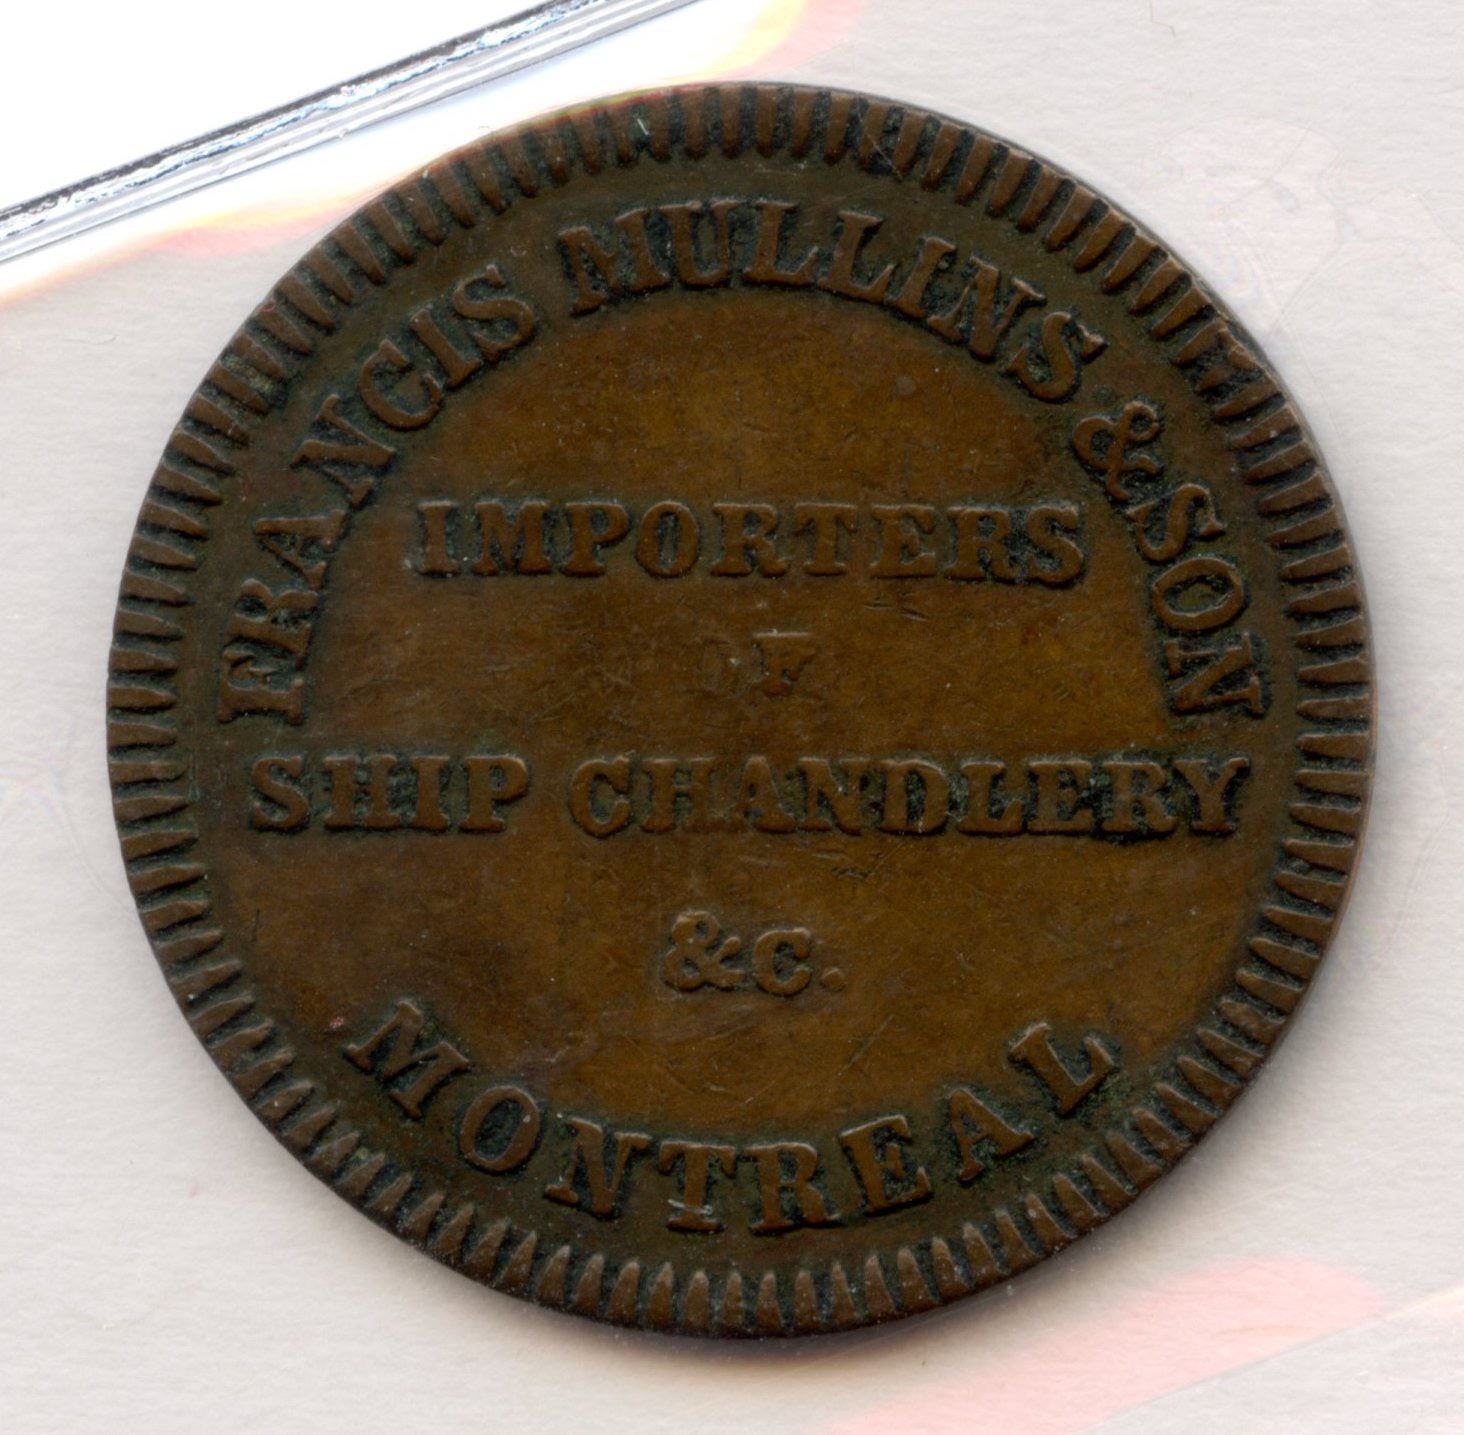 FRANCIS MULLINS & SON
IMPORTERS
OF
SHIP CHANDLERY
&C.
MONTREAL